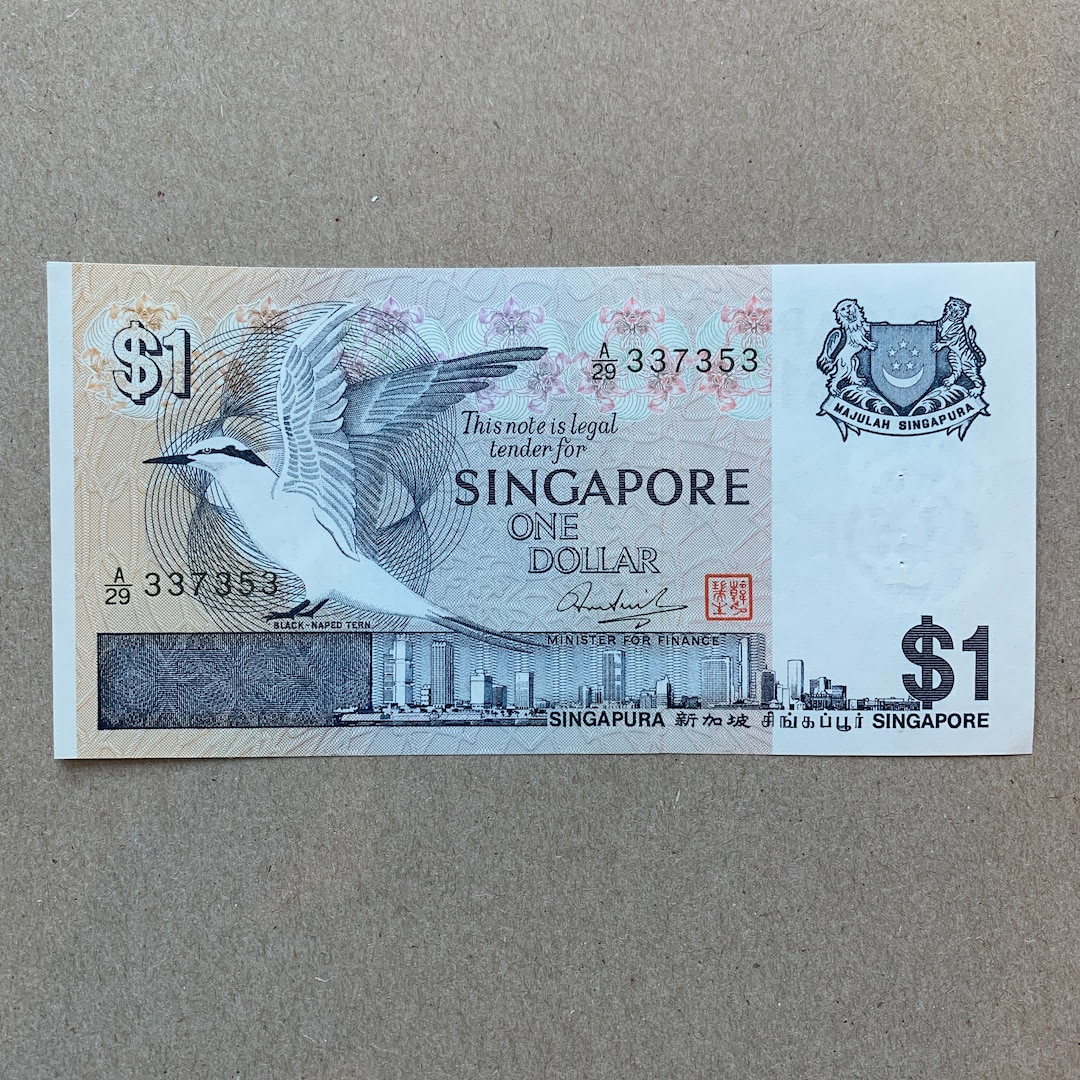 $1
A/29 337353
MAJULAH SINGAPURA
This note is legal
tender for
SINGAPORE
ONE
DOLLAR
A/29 337353
BLACK-NAPED TERN
MINISTER FOR FINANCE
$1
SINGAPURA 新加坡 சிங்கப்பூர் SINGAPORE